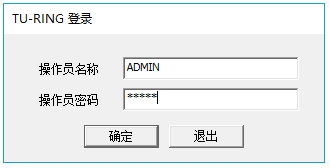 TU-RING 登录
操作员名称 ADMIN
操作员密码 *****
确定 退出